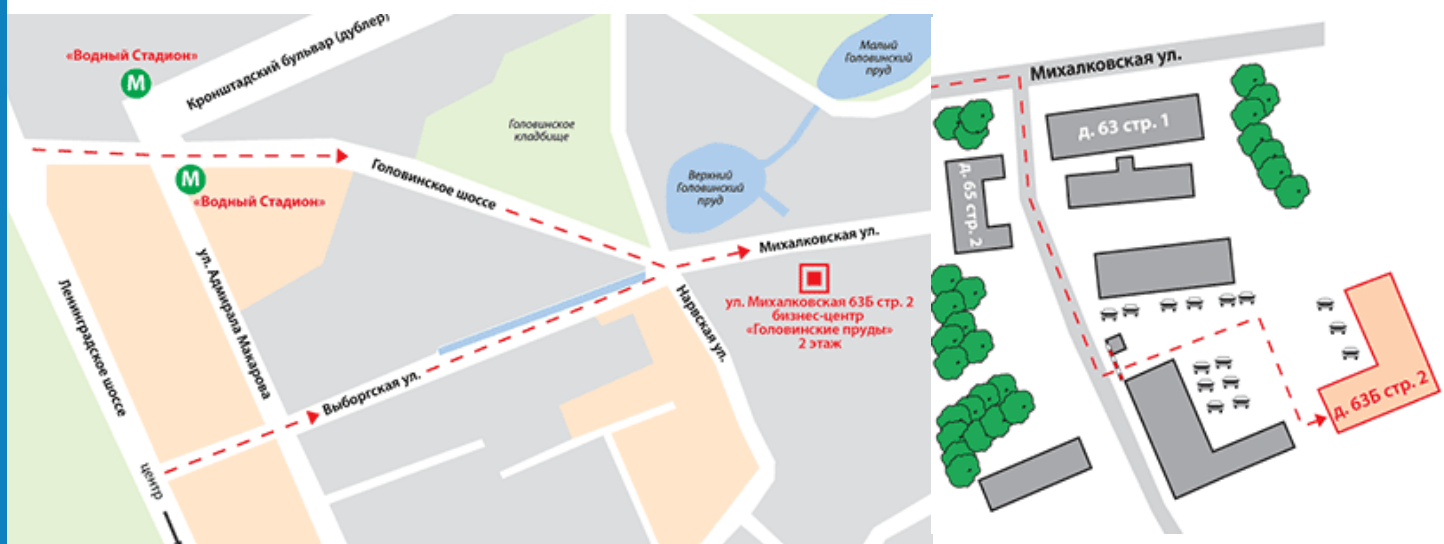 «Водный Стадион»
М
Кронштадский бульвар (дублер)
Малый
Головинский
пруд
Головинское
кладбище
Головинское шоссе
М
«Водный Стадион»
Верхний
Головинский
пруд
Михалковская ул.
ул. Михалковская 63Б стр. 2
бизнес-центр
«Головинские пруды»
2 этаж
ул. Адмирала Макарова
Ленинградское шоссе
Нарвская ул.
Выборгская ул.
центр
Михалковская ул.
д. 63 стр. 1
д. 65 стр. 2
д. 63Б стр. 2